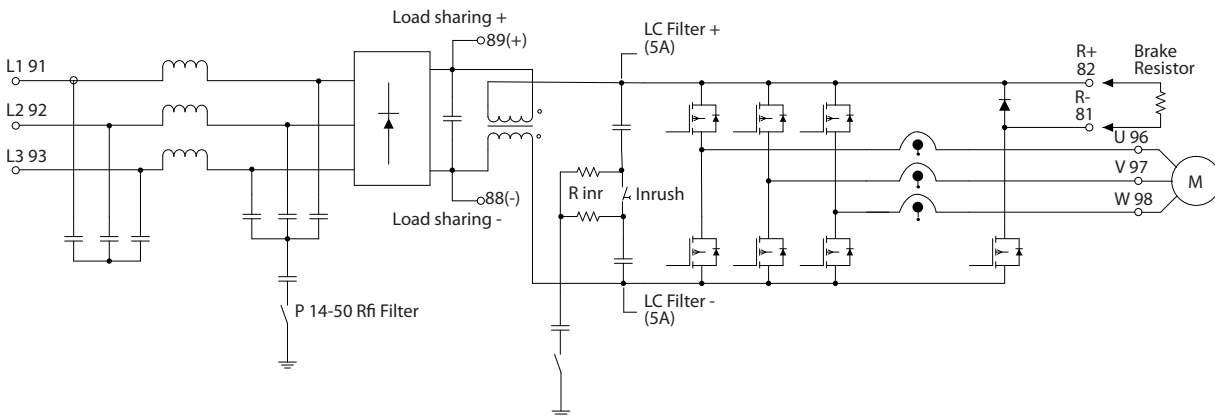 Load sharing +
89(+)
LC Filter +
(5A)
L1 91
L2 92
L3 93
R+
82
Brake
Resistor
R-
81
U 96
V 97
W 98
M
R inr
Inrush
88(-)
Load sharing -
LC Filter -
(5A)
P 14-50 Rfi Filter